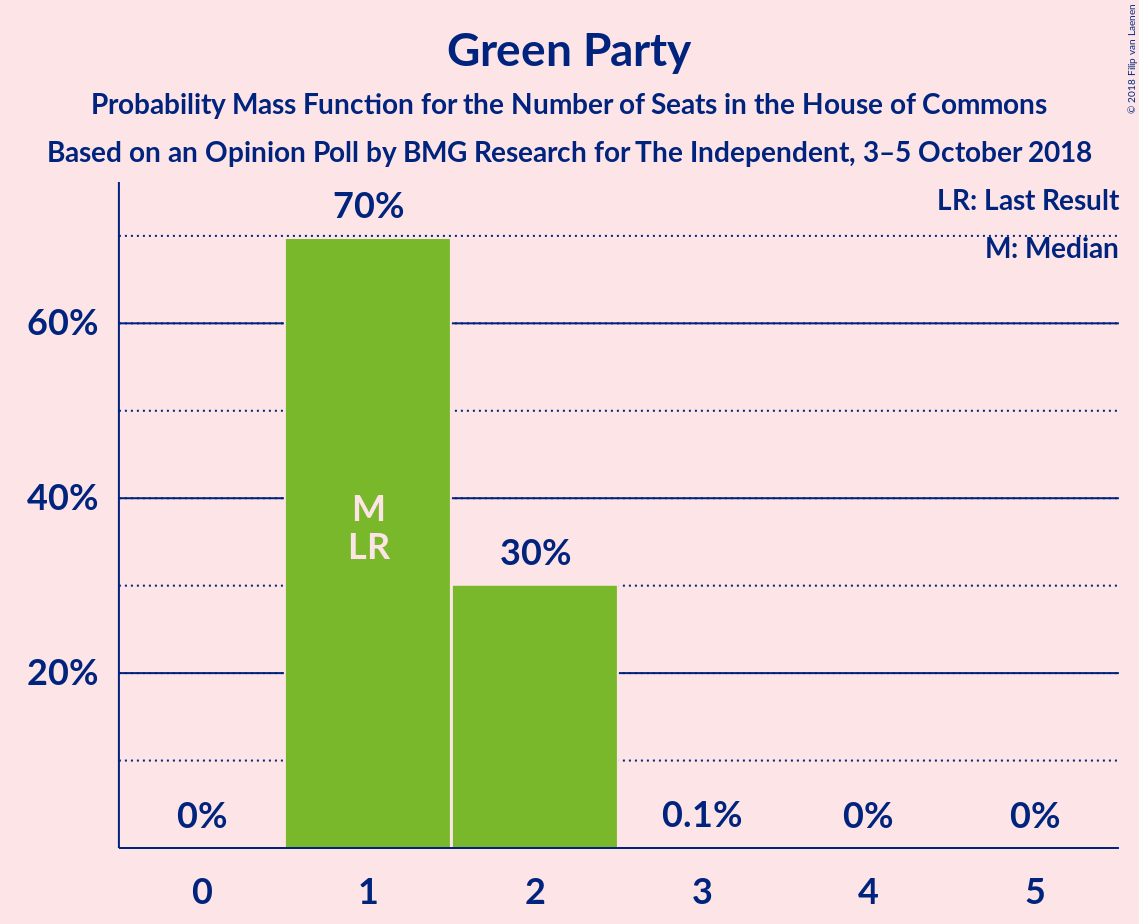 Green Party
Probability Mass Function for the Number of Seats in the House of Commons
Based on an Opinion Poll by BMG Research for The Independent, 3–5 October 2018
© 2018 Filip van Laenen
LR: Last Result
M: Median
70%
60%
40%
20%
M
LR
30%
0%
0.1%
0%
0%
0
1
2
3
4
5